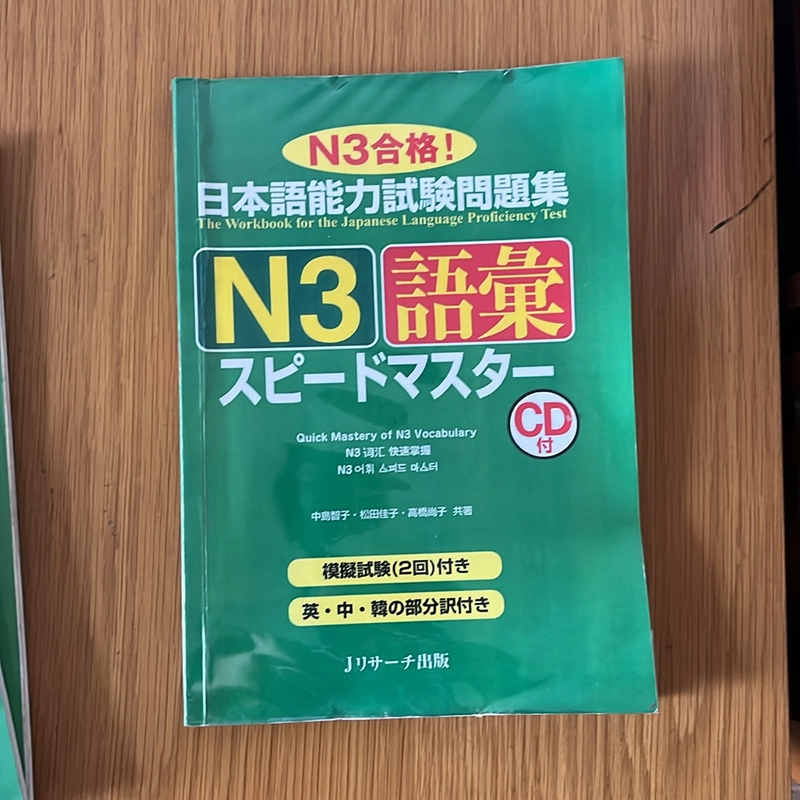 N3合格!
日本語能力試験問題集
The Workbook for the Japanese Language Proficiency Test
N3 語彙
スピードマスター
CD付
Quick Mastery of N3 Vocabulary
N3 词汇 快速掌握
N3 어휘 스피드 마스터
中島智子・松田佳子・高橋尚子 共著
模擬試験(2回)付き
英・中・韓の部分訳付き
Jリサーチ出版